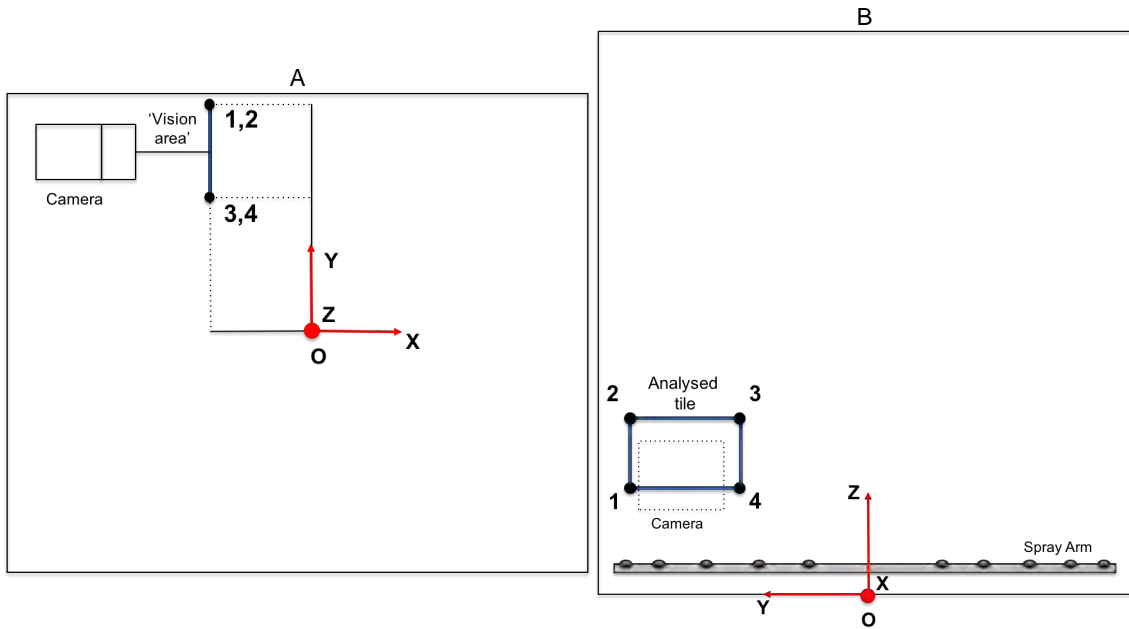 A
B
‘Vision
area’
1,2
Camera
3,4
Y
Z
X
O
Analysed
tile
2
3
1
4
Camera
Z
Spray Arm
X
Y
O